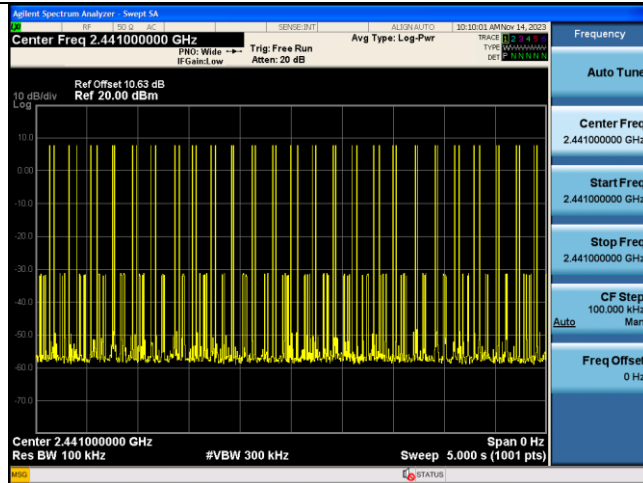 Agilent Spectrum Analyzer - Swept SA
RF 50 Ω AC SENSE:INT ALIGN AUTO 10:10:01 AM Nov 14, 2023
Center Freq 2.441000000 GHz
PNO: Wide
IFGain:Low
Trig: Free Run
Atten: 20 dB
Avg Type: Log-Pwr
TRACE 1 2 3 4 5 6
TYPE
DET P N N N N N
Ref Offset 10.63 dB
10 dB/div Ref 20.00 dBm
Log
10.0
0.00
-10.0
-20.0
-30.0
-40.0
-50.0
-60.0
-70.0
Center 2.441000000 GHz Span 0 Hz
Res BW 100 kHz #VBW 300 kHz Sweep 5.000 s (1001 pts)
MSG STATUS
Frequency
Auto Tune
Center Freq
2.441000000 GHz
Start Freq
2.441000000 GHz
Stop Freq
2.441000000 GHz
CF Step
100.000 kHz
Auto Man
Freq Offset
0 Hz